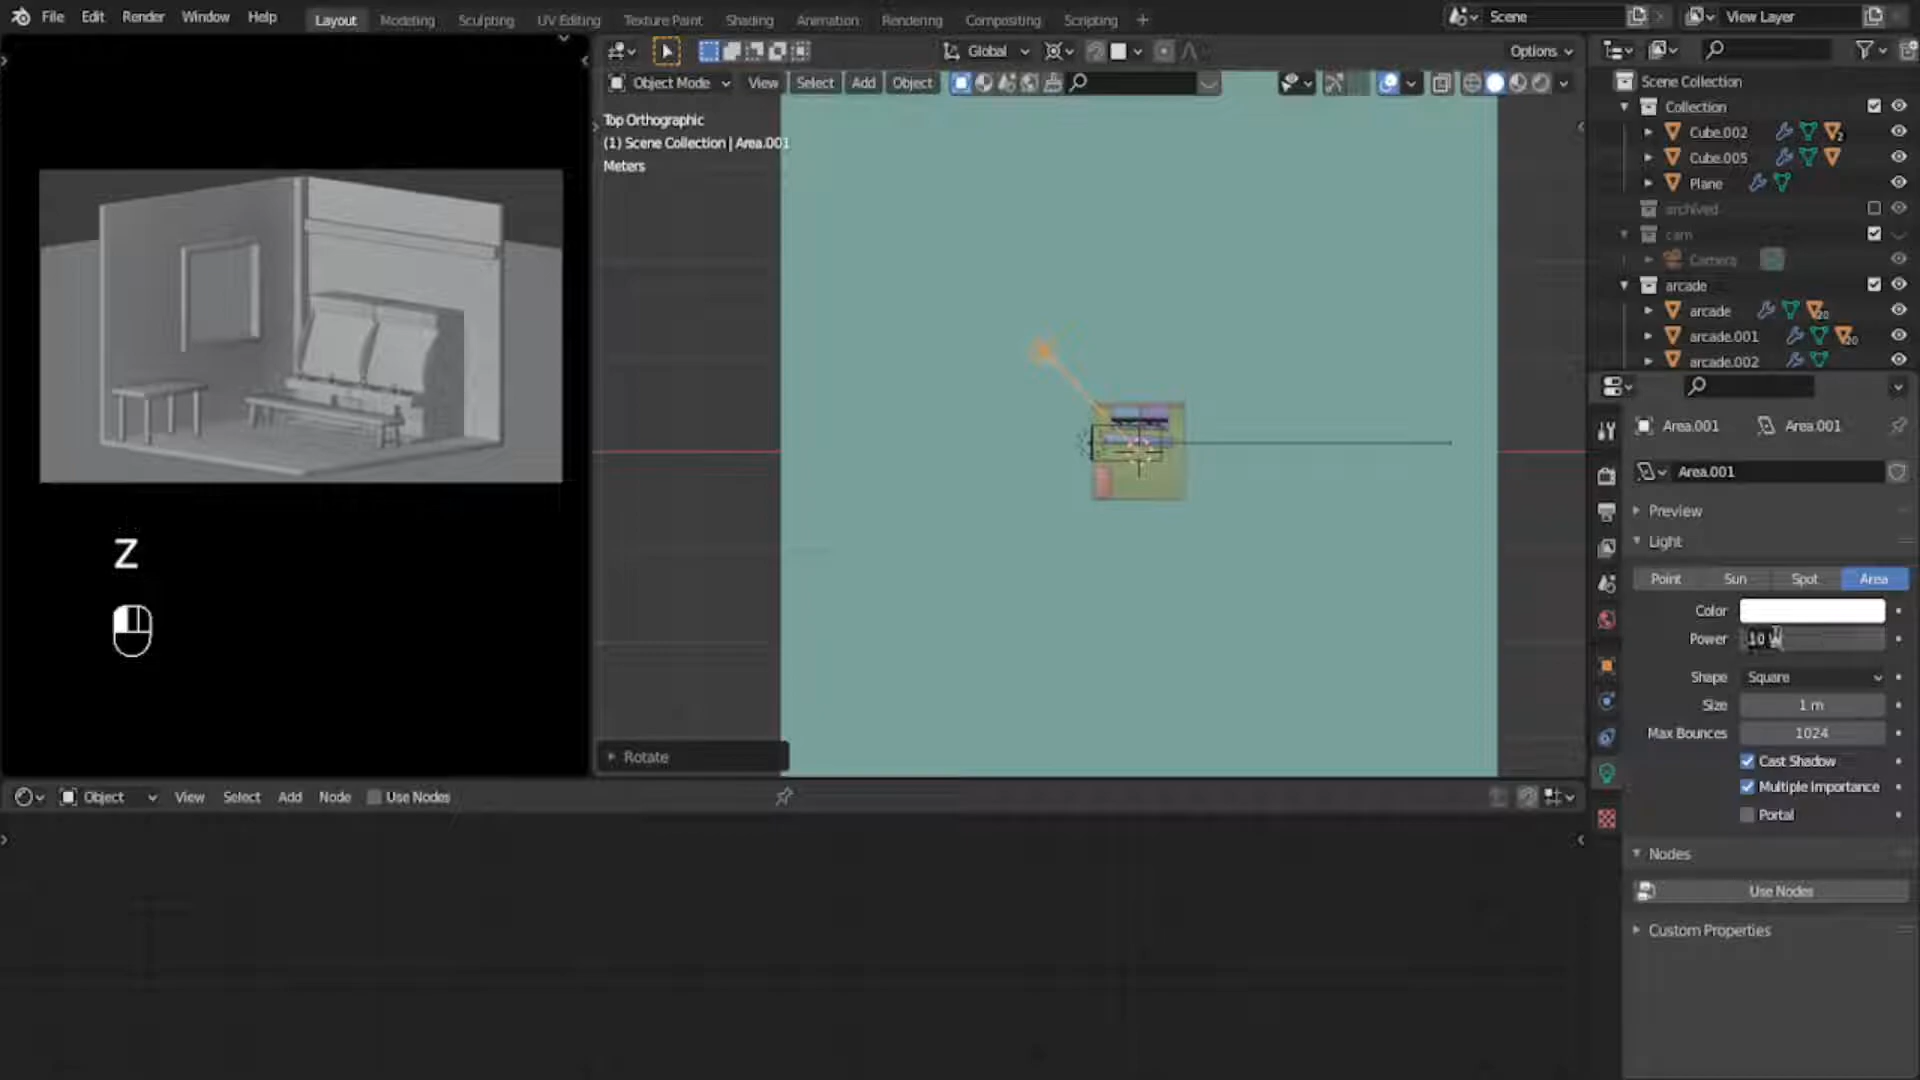 File Edit Render Window Help
Layout Modeling Sculpting UV Editing Texture Paint Shading Animation Rendering Compositing Scripting +
Scene
View Layer
Global
Options
Object Mode View Select Add Object
Top Orthographic
(1) Scene Collection | Area.001
Meters
Z
Rotate
Object View Select Add Node Use Nodes
Scene Collection
Collection
Cube.002 2
Cube.005
Plane
archived
cam
Camera
arcade
arcade 20
arcade.001 20
arcade.002
Area.001 Area.001
Area.001
Preview
Light
Point Sun Spot Area
Color
Power 10 W
Shape Square
Size 1 m
Max Bounces 1024
Cast Shadow
Multiple Importance
Portal
Nodes
Use Nodes
Custom Properties